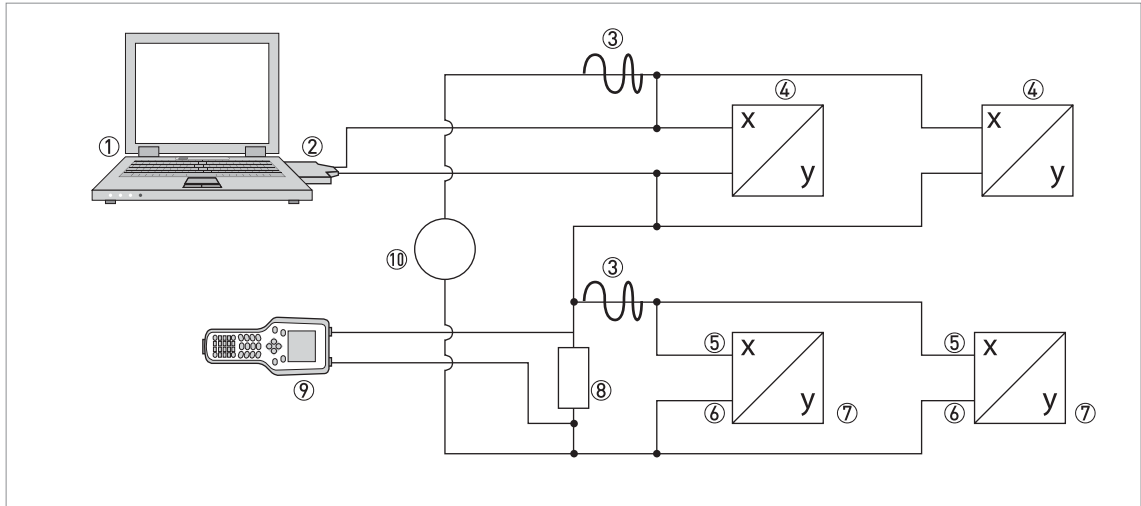 ③
④
④
x
y
x
y
①
②
⑩
③
⑤
x
y
⑥
⑦
⑤
x
y
⑥
⑦
⑧
⑨